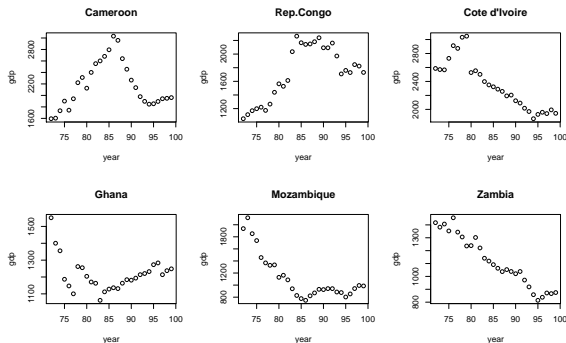 Cameroon
gdp
1600 2200 2800
75 80 85 90 95 100
year
Rep.Congo
gdp
1200 1600 2200
75 80 85 90 95 100
year
Cote d'Ivoire
gdp
2000 2400 2800
75 80 85 90 95 100
year
Ghana
gdp
1100 1300 1500
75 80 85 90 95 100
year
Mozambique
gdp
800 1200 1800
75 80 85 90 95 100
year
Zambia
gdp
800 1000 1300
75 80 85 90 95 100
year